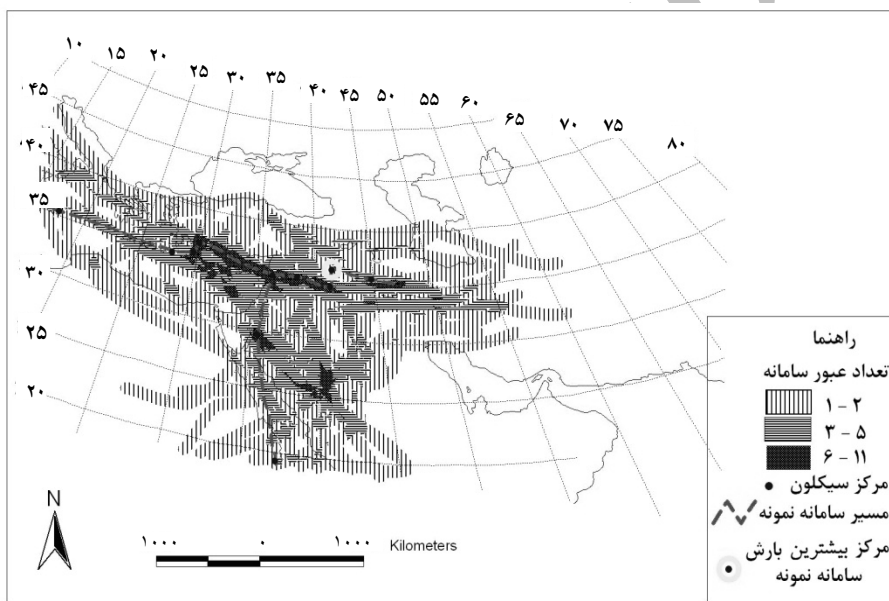 ۱۰ ۱۵ ۲۰ ۲۵ ۳۰ ۳۵ ۴۰ ۴۵ ۵۰ ۵۵ ۶۰ ۶۵ ۷۰ ۷۵ ۸۰
۴۵
۴۰
۳۵
۳۰
۲۵
۲۰
راهنما
تعداد عبور سامانه
۱ - ۲
۳ - ۵
۶ - ۱۱
مرکز سیکلون
مسیر سامانه نمونه
مرکز بیشترین بارش
سامانه نمونه
N
۱۰۰۰ ۰ ۱۰۰۰ Kilometers